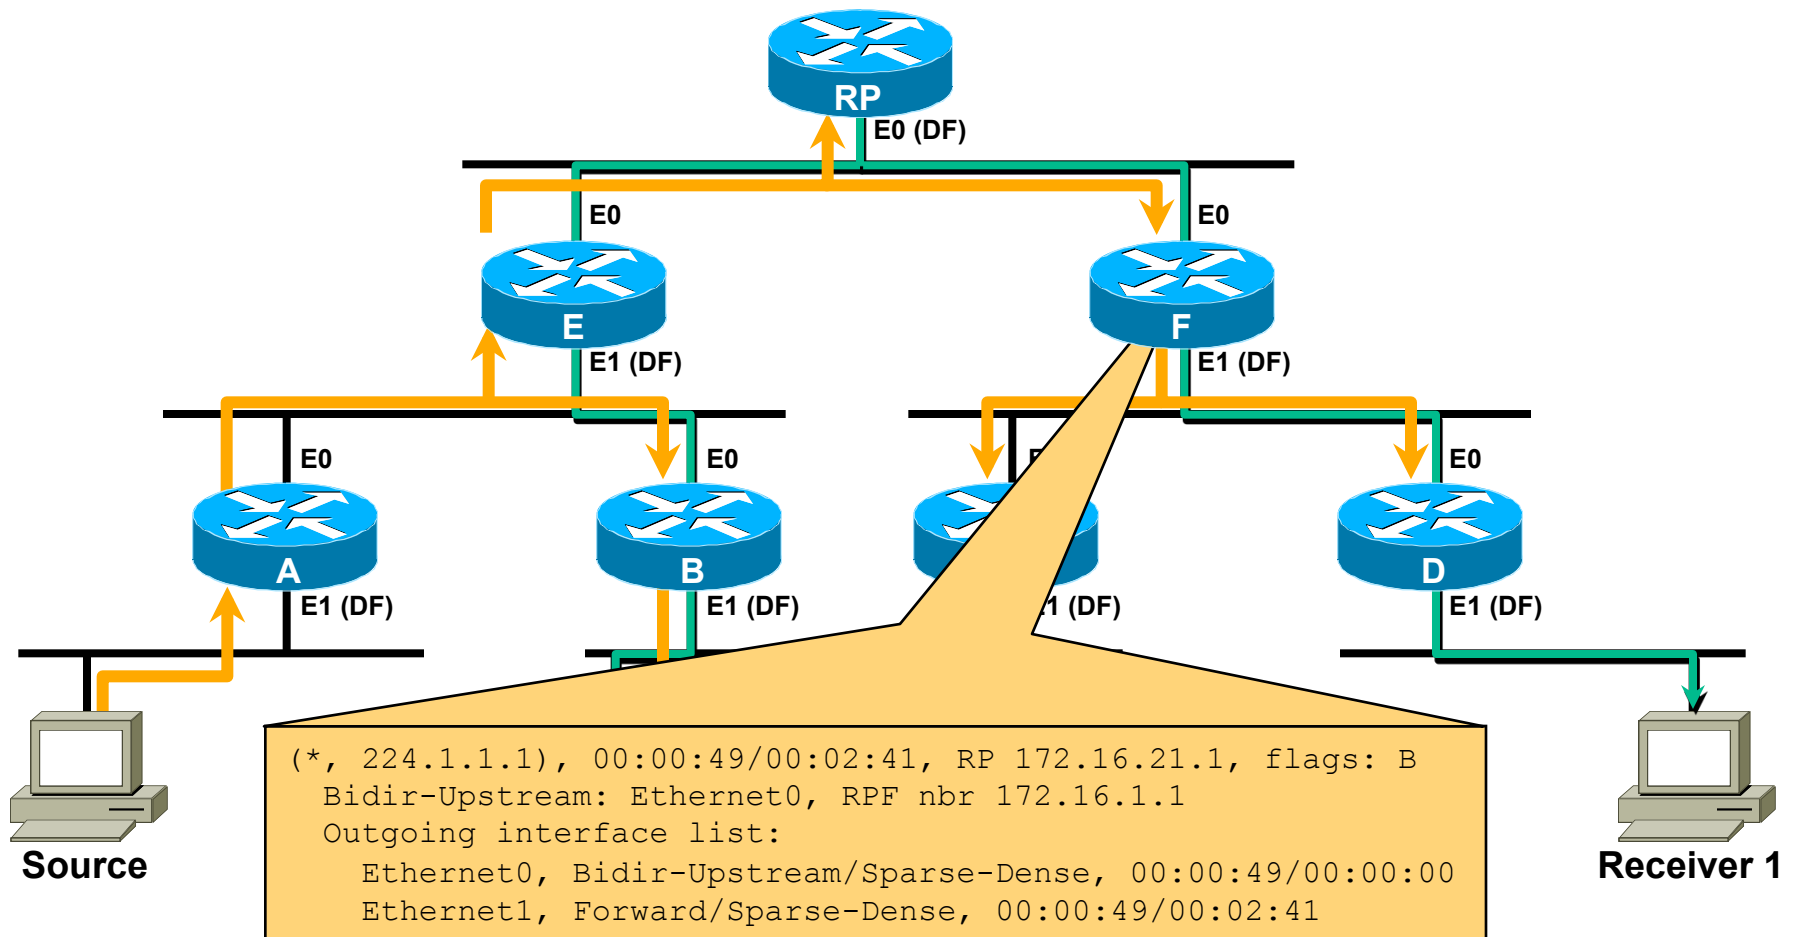 RP
E0 (DF)
E0
E0
E
F
E1 (DF)
E1 (DF)
E0
E0
E0
A
B
D
E1 (DF)
E1 (DF)
(DF)
E1 (DF)
(*, 224.1.1.1), 00:00:49/00:02:41, RP 172.16.21.1, flags: B
Bidir-Upstream: Ethernet0, RPF nbr 172.16.1.1
Outgoing interface list:
Ethernet0, Bidir-Upstream/Sparse-Dense, 00:00:49/00:00:00
Ethernet1, Forward/Sparse-Dense, 00:00:49/00:02:41
Source
Receiver 1